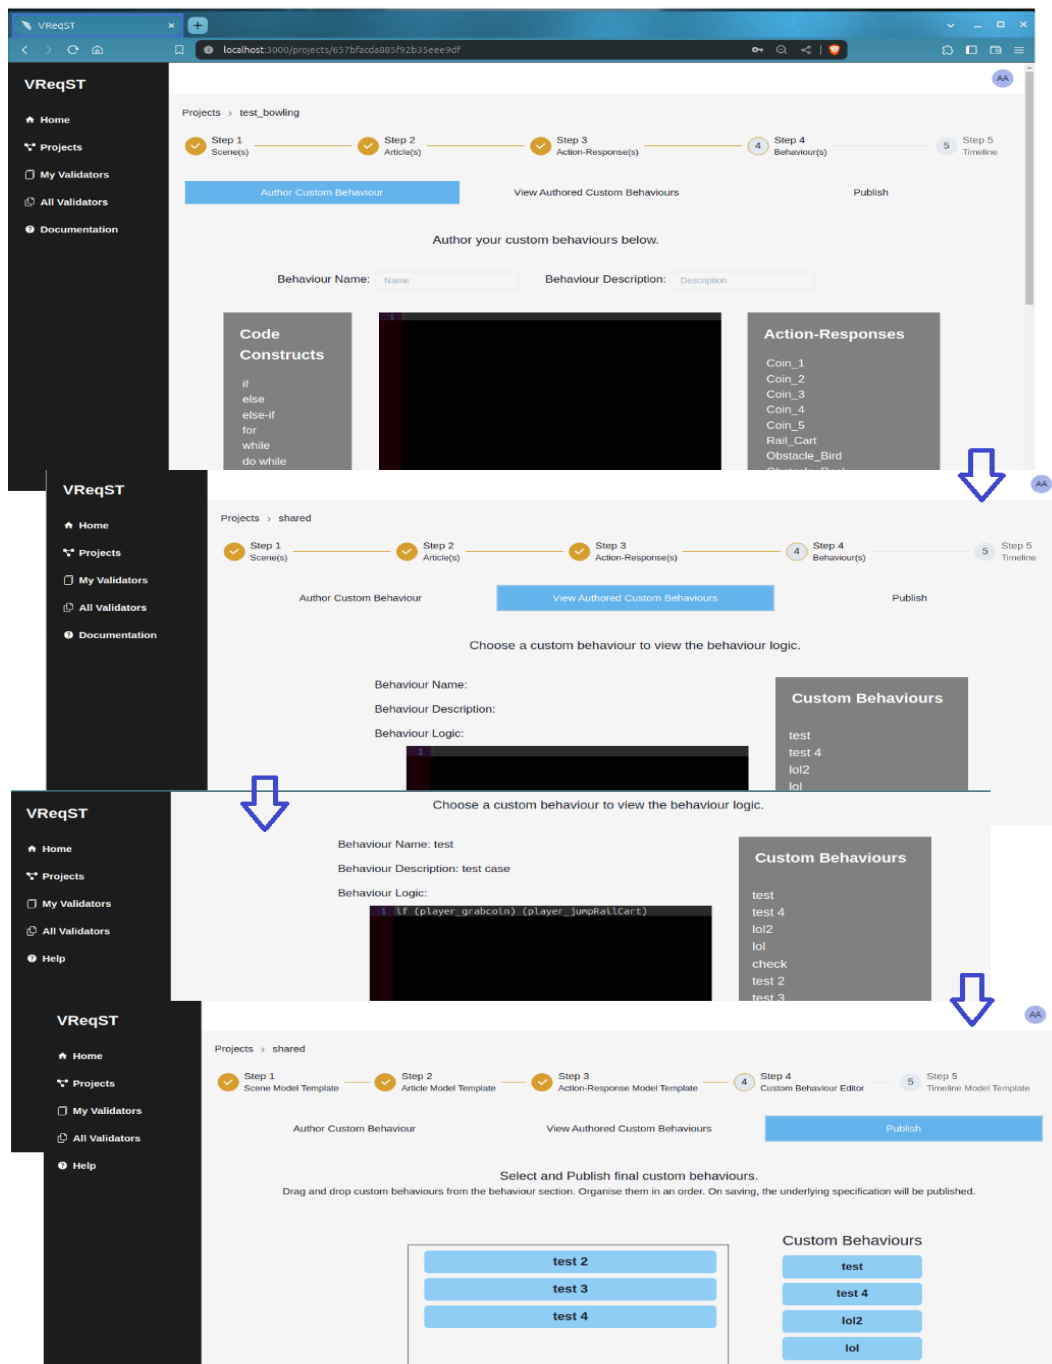 VReqST
localhost:3000/projects/657bfacda885f92b35eee9df
VReqST
AA
Home
Projects
My Validators
All Validators
Documentation
Projects > test_bowling
Step 1
Scene(s)
Step 2
Article(s)
Step 3
Action-Response(s)
4
Step 4
Behaviour(s)
5
Step 5
Timeline
Author Custom Behaviour
View Authored Custom Behaviours
Publish
Author your custom behaviours below.
Behaviour Name: Name
Behaviour Description: Description
Code
Constructs
if
else
else-if
for
while
do while
1
Action-Responses
Coin_1
Coin_2
Coin_3
Coin_4
Coin_5
Rail_Cart
Obstacle_Bird
VReqST
AA
Home
Projects
My Validators
All Validators
Documentation
Projects > shared
Step 1
Scene(s)
Step 2
Article(s)
Step 3
Action-Response(s)
4
Step 4
Behaviour(s)
5
Step 5
Timeline
Author Custom Behaviour
View Authored Custom Behaviours
Publish
Choose a custom behaviour to view the behaviour logic.
Behaviour Name:
Behaviour Description:
Behaviour Logic:
1
Custom Behaviours
test
test 4
lol2
lol
VReqST
Home
Projects
My Validators
All Validators
Help
Choose a custom behaviour to view the behaviour logic.
Behaviour Name: test
Behaviour Description: test case
Behaviour Logic:
1 if (player_grabcoin) (player_jumpRailCart)
Custom Behaviours
test
test 4
lol2
lol
check
test 2
test 3
VReqST
AA
Home
Projects
My Validators
All Validators
Help
Projects > shared
Step 1
Scene Model Template
Step 2
Article Model Template
Step 3
Action-Response Model Template
4
Step 4
Custom Behaviour Editor
5
Step 5
Timeline Model Template
Author Custom Behaviour
View Authored Custom Behaviours
Publish
Select and Publish final custom behaviours.
Drag and drop custom behaviours from the behaviour section. Organise them in an order. On saving, the underlying specification will be published.
test 2
test 3
test 4
Custom Behaviours
test
test 4
lol2
lol